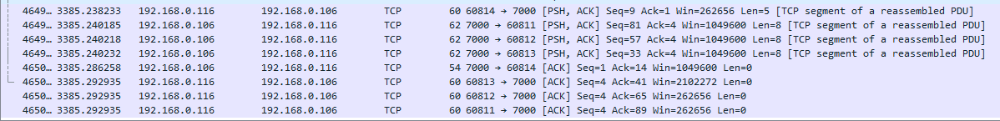 4649… 3385.238233 192.168.0.116 192.168.0.106 TCP 60 60814 → 7000 [PSH, ACK] Seq=9 Ack=1 Win=262656 Len=5 [TCP segment of a reassembled PDU]
4649… 3385.240185 192.168.0.106 192.168.0.116 TCP 62 7000 → 60811 [PSH, ACK] Seq=81 Ack=4 Win=1049600 Len=8 [TCP segment of a reassembled PDU]
4649… 3385.240218 192.168.0.106 192.168.0.116 TCP 62 7000 → 60812 [PSH, ACK] Seq=57 Ack=4 Win=1049600 Len=8 [TCP segment of a reassembled PDU]
4649… 3385.240232 192.168.0.106 192.168.0.116 TCP 62 7000 → 60813 [PSH, ACK] Seq=33 Ack=4 Win=1049600 Len=8 [TCP segment of a reassembled PDU]
4650… 3385.286258 192.168.0.106 192.168.0.116 TCP 54 7000 → 60814 [ACK] Seq=1 Ack=14 Win=1049600 Len=0
4650… 3385.292935 192.168.0.116 192.168.0.106 TCP 60 60813 → 7000 [ACK] Seq=4 Ack=41 Win=2102272 Len=0
4650… 3385.292935 192.168.0.116 192.168.0.106 TCP 60 60812 → 7000 [ACK] Seq=4 Ack=65 Win=262656 Len=0
4650… 3385.292935 192.168.0.116 192.168.0.106 TCP 60 60811 → 7000 [ACK] Seq=4 Ack=89 Win=262656 Len=0